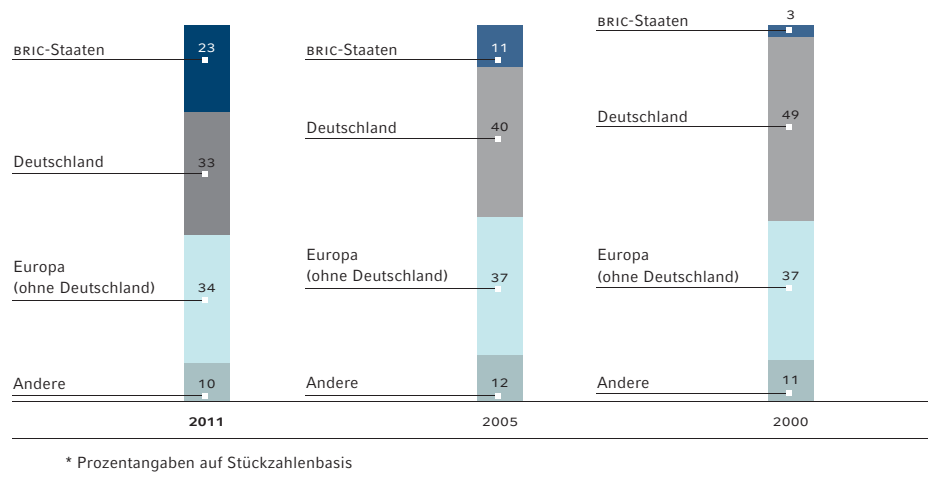 BRIC-Staaten 23
Deutschland 33
Europa
(ohne Deutschland) 34
Andere 10
2011
BRIC-Staaten 11
Deutschland 40
Europa
(ohne Deutschland) 37
Andere 12
2005
BRIC-Staaten 3
Deutschland 49
Europa
(ohne Deutschland) 37
Andere 11
2000
* Prozentangaben auf Stückzahlenbasis